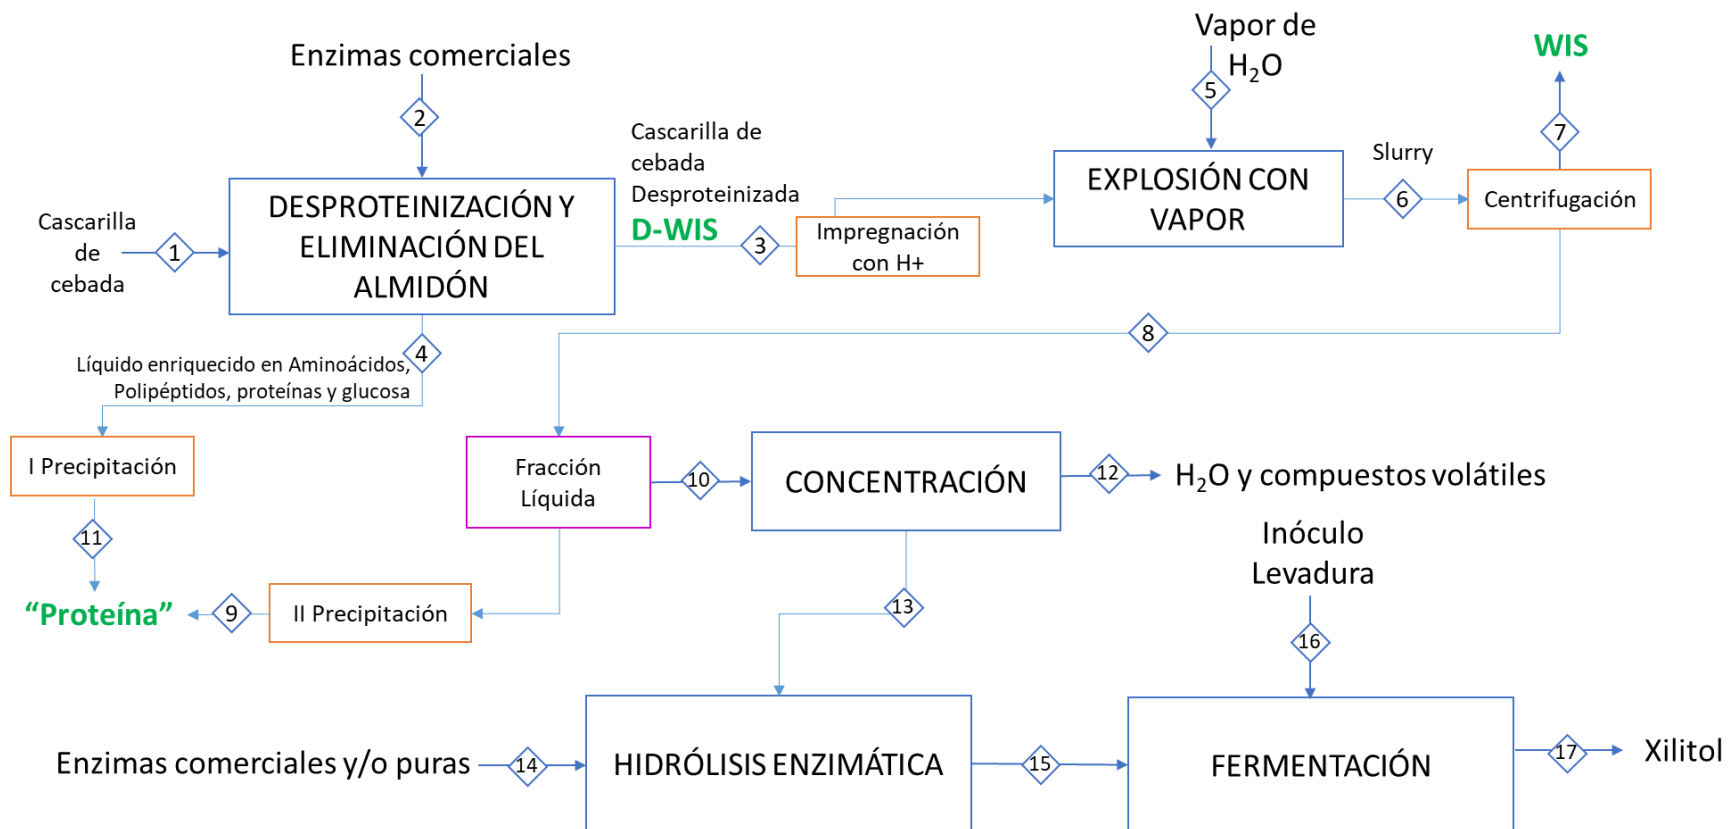 Enzimas comerciales
2
Vapor de
H₂O
5
WIS
7
Cascarilla de
cebada
Desproteinizada
D-WIS
3
Cascarilla
de
cebada
1
DESPROTEINIZACIÓN Y
ELIMINACIÓN DEL
ALMIDÓN
Impregnación
con H+
EXPLOSIÓN CON
VAPOR
Slurry
6
Centrifugación
8
4
Líquido enriquecido en Aminoácidos,
Polipéptidos, proteínas y glucosa
I Precipitación
11
"Proteína"
9
II Precipitación
Fracción
Líquida
10
CONCENTRACIÓN
12
H₂O y compuestos volátiles
13
Inóculo
Levadura
16
Enzimas comerciales y/o puras
14
HIDRÓLISIS ENZIMÁTICA
15
FERMENTACIÓN
17
Xilitol